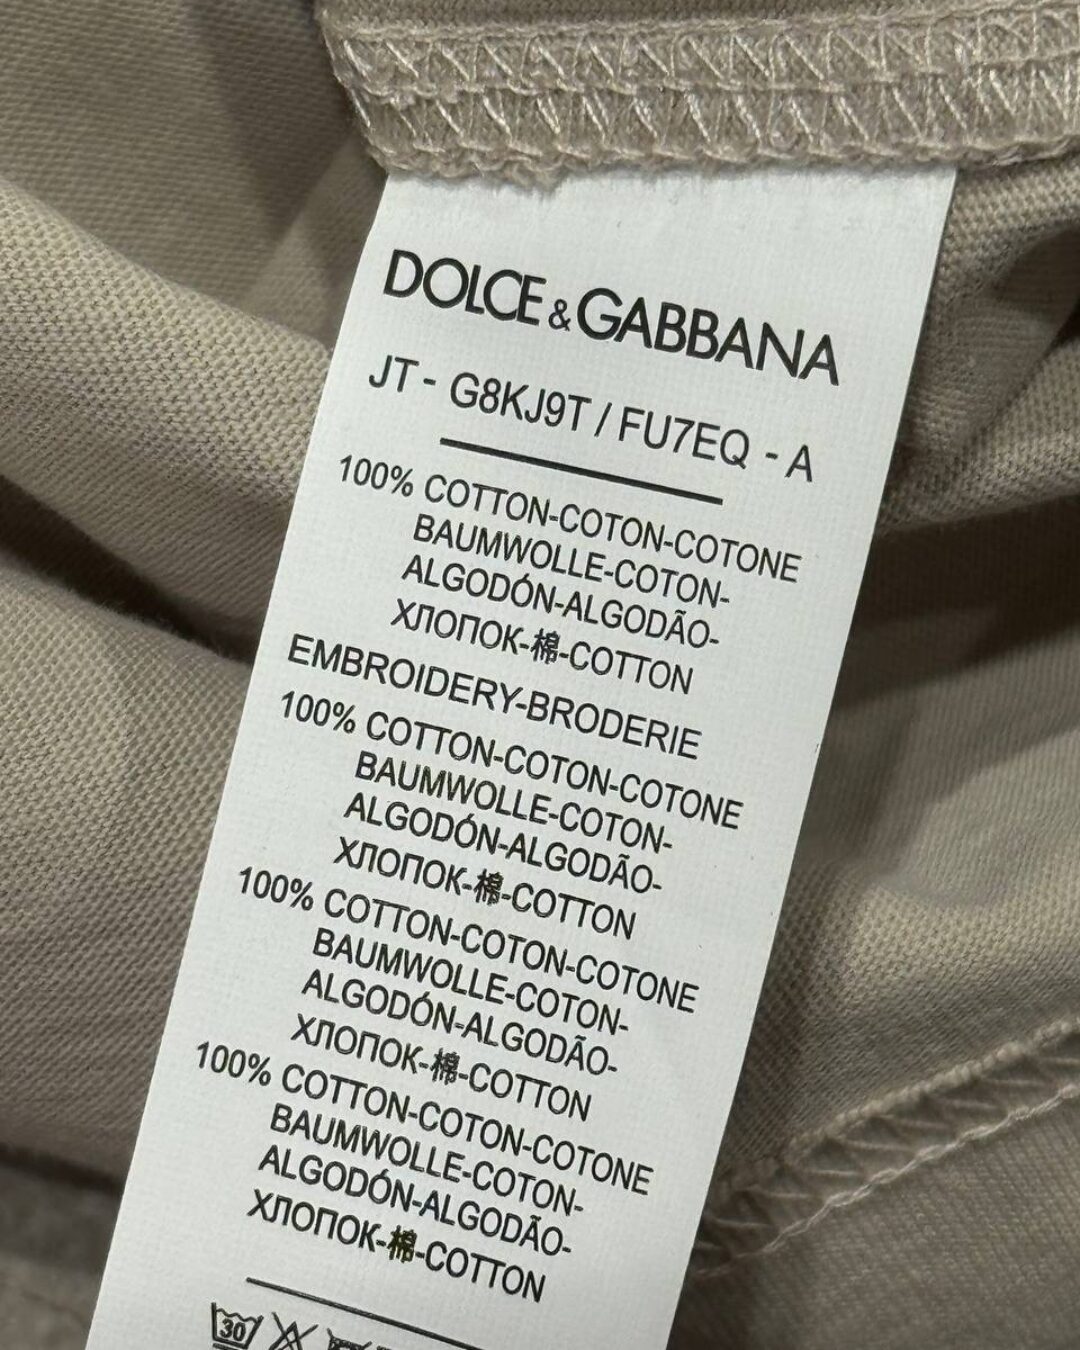 DOLCE&GABBANA
JT - G8KJ9T / FU7EQ - A
100% COTTON-COTON-COTONE
BAUMWOLLE-COTON-
ALGODÓN-ALGODÃO-
ХЛОПОК-棉-COTTON
EMBROIDERY-BRODERIE
100% COTTON-COTON-COTONE
BAUMWOLLE-COTON-
ALGODÓN-ALGODÃO-
ХЛОПОК-棉-COTTON
100% COTTON-COTON-COTONE
BAUMWOLLE-COTON-
ALGODÓN-ALGODÃO-
ХЛОПОК-棉-COTTON
100% COTTON-COTON-COTONE
BAUMWOLLE-COTON-
ALGODÓN-ALGODÃO-
ХЛОПОК-棉-COTTON
30